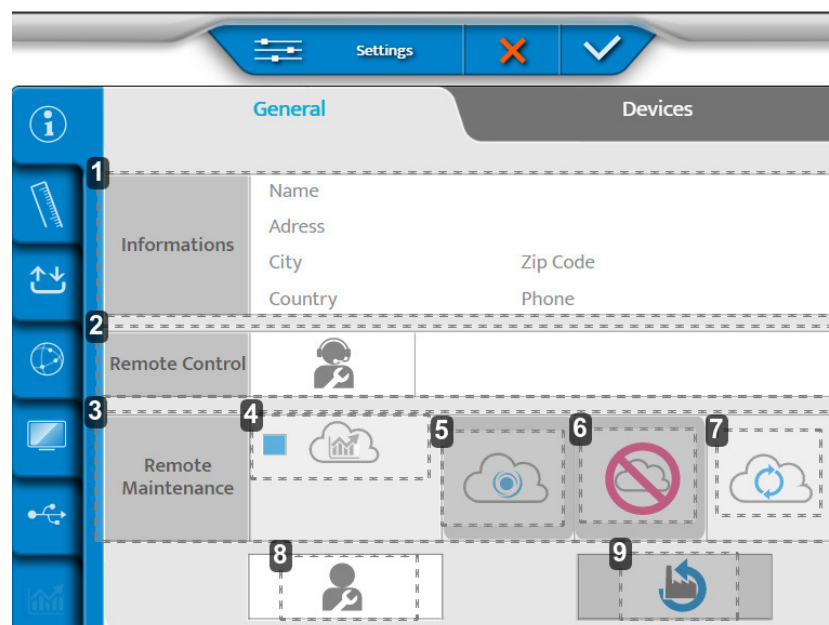 Settings
General
Devices
1
Informations
Name
Adress
City
Zip Code
Country
Phone
2
Remote Control
3
Remote
Maintenance
4
5
6
7
8
9